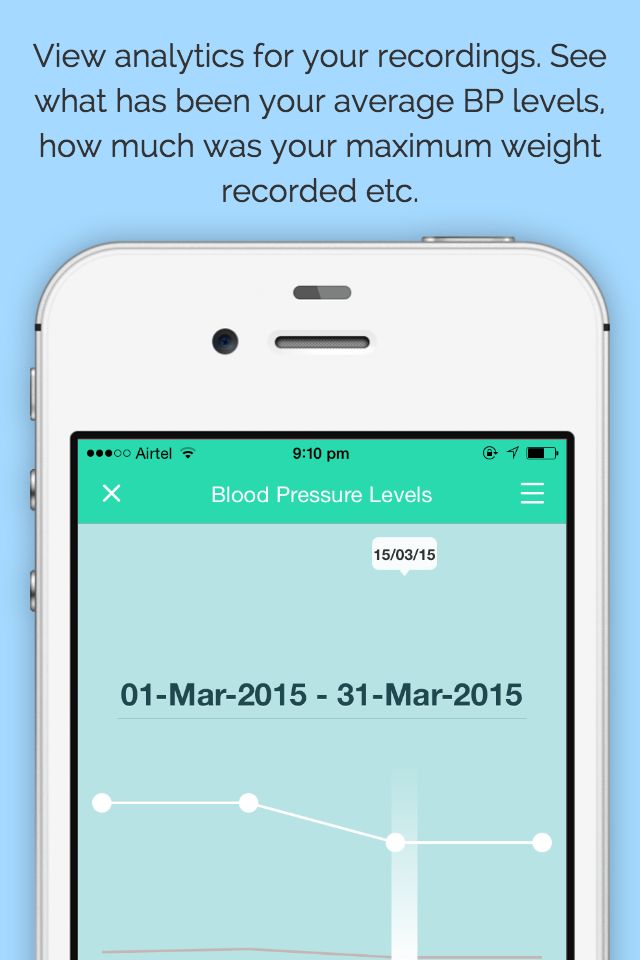 View analytics for your recordings. See
what has been your average BP levels,
how much was your maximum weight
recorded etc.
Airtel 9:10 pm
Blood Pressure Levels
15/03/15
01-Mar-2015 - 31-Mar-2015